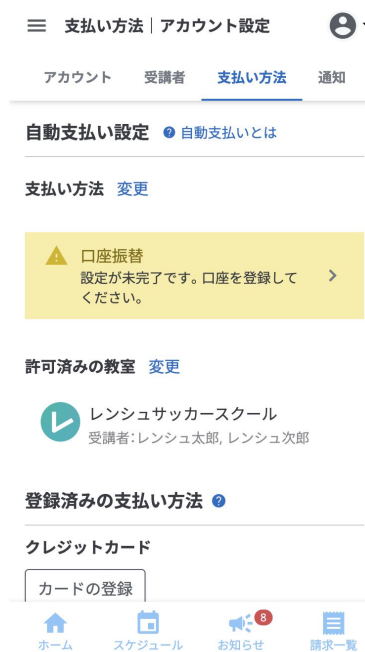 支払い方法｜アカウント設定
アカウント 受講者 支払い方法 通知
自動支払い設定 自動支払いとは
支払い方法 変更
口座振替
設定が未完了です。口座を登録して
ください。
許可済みの教室 変更
レンシュサッカースクール
受講者：レンシュ太郎, レンシュ次郎
登録済みの支払い方法
クレジットカード
カードの登録
8
ホーム スケジュール お知らせ 請求一覧